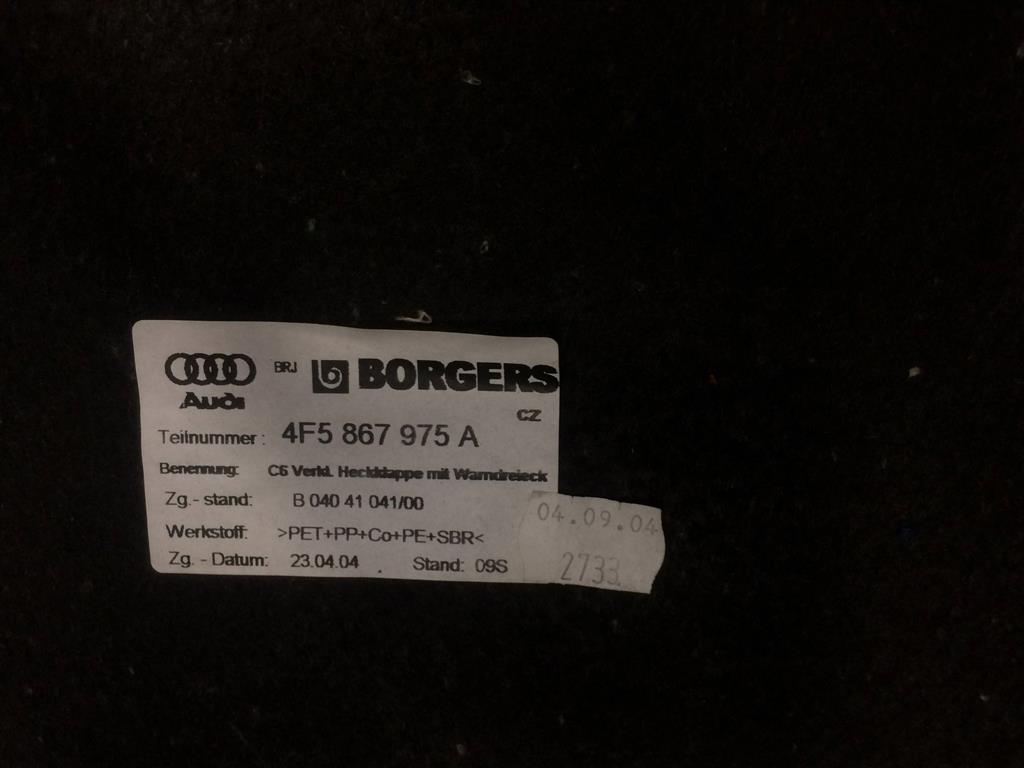 Audi
BRJ
BORGERS
CZ
Teilnummer: 4F5 867 975 A
Benennung: C6 Verkl. Heckklappe mit Warndreieck
Zg.- stand: B 040 41 041/00
Werkstoff: >PET+PP+Co+PE+SBR<
Zg. - Datum: 23.04.04 . Stand: 09S
04.09.04
2733